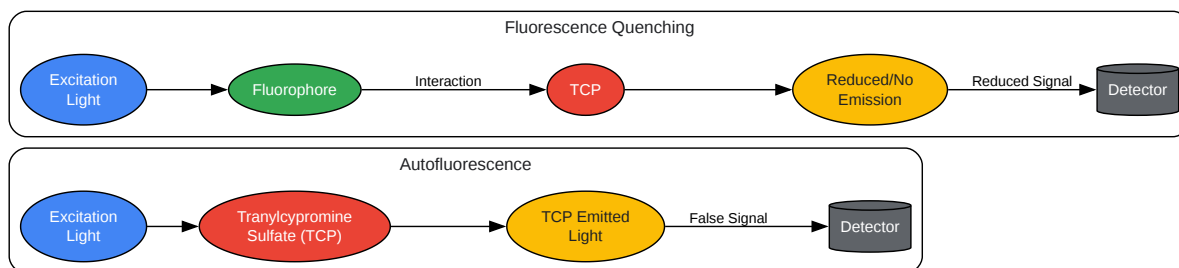 Fluorescence Quenching
Excitation
Light
Fluorophore
Interaction
TCP
Reduced/No
Emission
Reduced Signal
Detector
Autofluorescence
Excitation
Light
Tranylcypromine
Sulfate (TCP)
TCP Emitted
Light
False Signal
Detector